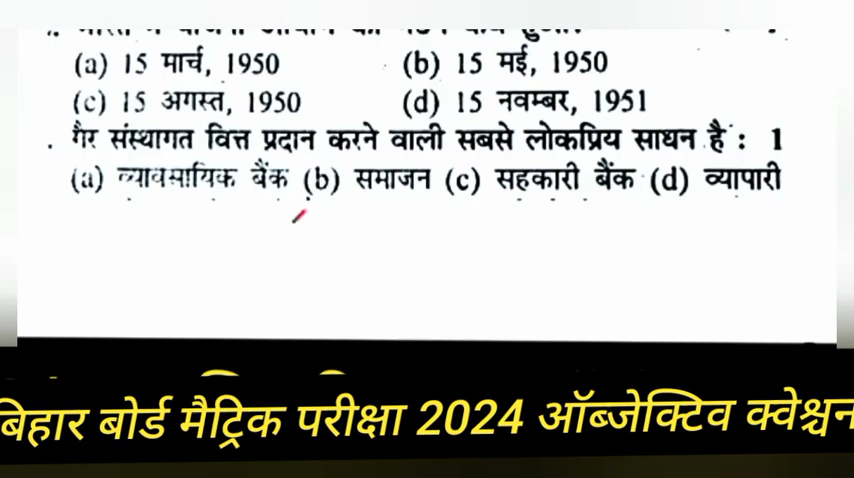 (a) 15 मार्च, 1950 (b) 15 मई, 1950
(c) 15 अगस्त, 1950 (d) 15 नवम्बर, 1951
. गैर संस्थागत वित्त प्रदान करने वाली सबसे लोकप्रिय साधन है : 1
(a) व्यावसायिक बैंक (b) समाजन (c) सहकारी बैंक (d) व्यापारी
बिहार बोर्ड मैट्रिक परीक्षा 2024 ऑब्जेक्टिव क्वेश्चन